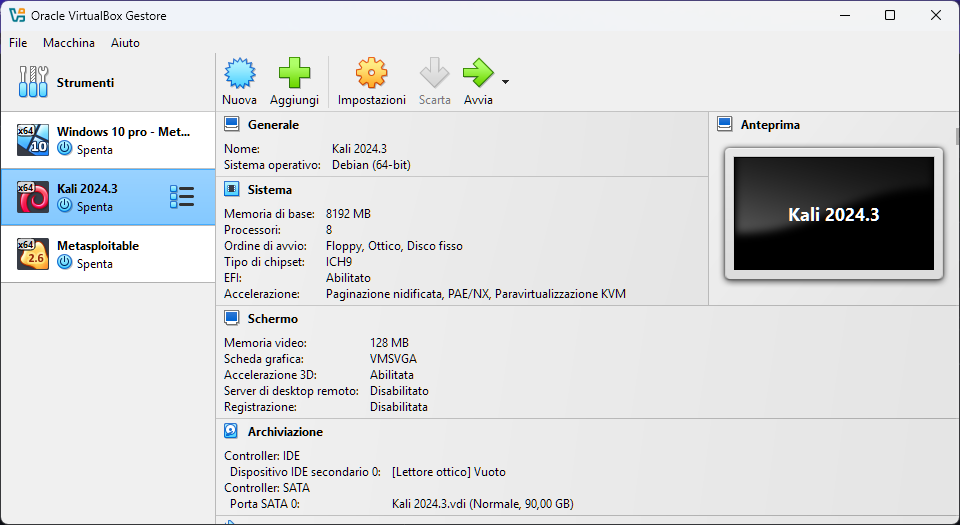 Oracle VirtualBox Gestore
File Macchina Aiuto
Strumenti
Nuova Aggiungi Impostazioni Scarta Avvia
x64
10
Windows 10 pro - Met...
Spenta
x64
Kali 2024.3
Spenta
x64
2.6
Metasploitable
Spenta
Generale
Nome: Kali 2024.3
Sistema operativo: Debian (64-bit)
Sistema
Memoria di base: 8192 MB
Processori: 8
Ordine di avvio: Floppy, Ottico, Disco fisso
Tipo di chipset: ICH9
EFI: Abilitato
Accelerazione: Paginazione nidificata, PAE/NX, Paravirtualizzazione KVM
Anteprima
Kali 2024.3
Schermo
Memoria video: 128 MB
Scheda grafica: VMSVGA
Accelerazione 3D: Abilitata
Server di desktop remoto: Disabilitato
Registrazione: Disabilitata
Archiviazione
Controller: IDE
Dispositivo IDE secondario 0: [Lettore ottico] Vuoto
Controller: SATA
Porta SATA 0: Kali 2024.3.vdi (Normale, 90,00 GB)